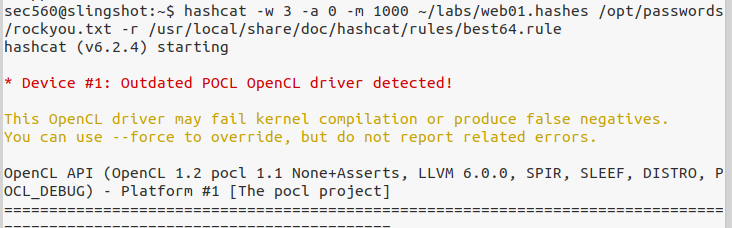 sec560@slingshot:~$ hashcat -w 3 -a 0 -m 1000 ~/labs/web01.hashes /opt/passwords
/rockyou.txt -r /usr/local/share/doc/hashcat/rules/best64.rule
hashcat (v6.2.4) starting
* Device #1: Outdated POCL OpenCL driver detected!
This OpenCL driver may fail kernel compilation or produce false negatives.
You can use --force to override, but do not report related errors.
OpenCL API (OpenCL 1.2 pocl 1.1 None+Asserts, LLVM 6.0.0, SPIR, SLEEF, DISTRO, P
OCL_DEBUG) - Platform #1 [The pocl project]
================================================================================
===========================================